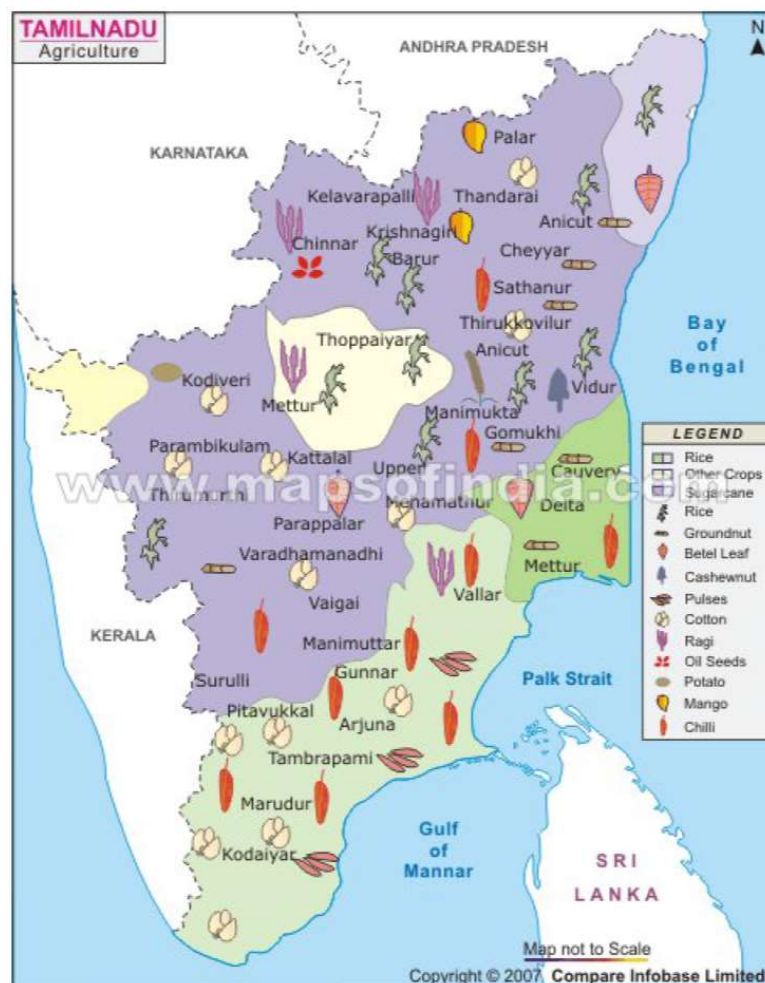 TAMILNADU
Agriculture
ANDHRA PRADESH
N
KARNATAKA
Palar
Kelavarapalli
Thandarai
Krishnagiri
Anicut
Chinnar
Barur
Cheyyar
Sathanur
Thoppaiyar
Thirukkovilur
Anicut
Bay
of
Bengal
Kodiveri
Mettur
Vidur
Manimukta
Gomukhi
Parambikulam
Kattalal
Upper
Cauvery
www.mapsofindia.com
Thirumurthi
Parappalar
Menamathur
Delta
Varadhamanadhi
Mettur
Vaigai
Vallar
KERALA
Manimuttar
Gunnar
Surulli
Palk Strait
Pitavukkal
Arjuna
Tambrapami
Marudur
Kodaiyar
Gulf
of
Mannar
SRI
LANKA
LEGEND
Rice
Other Crops
Sugarcane
Rice
Groundnut
Betel Leaf
Cashewnut
Pulses
Cotton
Ragi
Oil Seeds
Potato
Mango
Chilli
Map not to Scale
Copyright © 2007 Compare Infobase Limited